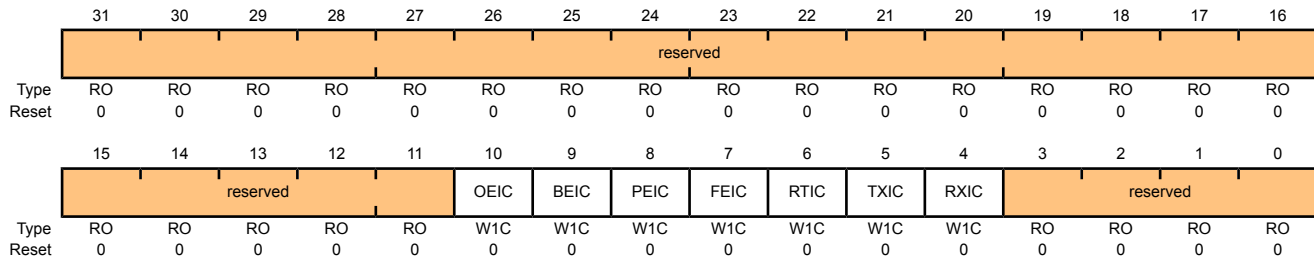 31 30 29 28 27 26 25 24 23 22 21 20 19 18 17 16
reserved
Type RO RO RO RO RO RO RO RO RO RO RO RO RO RO RO RO
Reset 0 0 0 0 0 0 0 0 0 0 0 0 0 0 0 0
15 14 13 12 11 10 9 8 7 6 5 4 3 2 1 0
reserved OEIC BEIC PEIC FEIC RTIC TXIC RXIC reserved
Type RO RO RO RO RO W1C W1C W1C W1C W1C W1C W1C RO RO RO RO
Reset 0 0 0 0 0 0 0 0 0 0 0 0 0 0 0 0